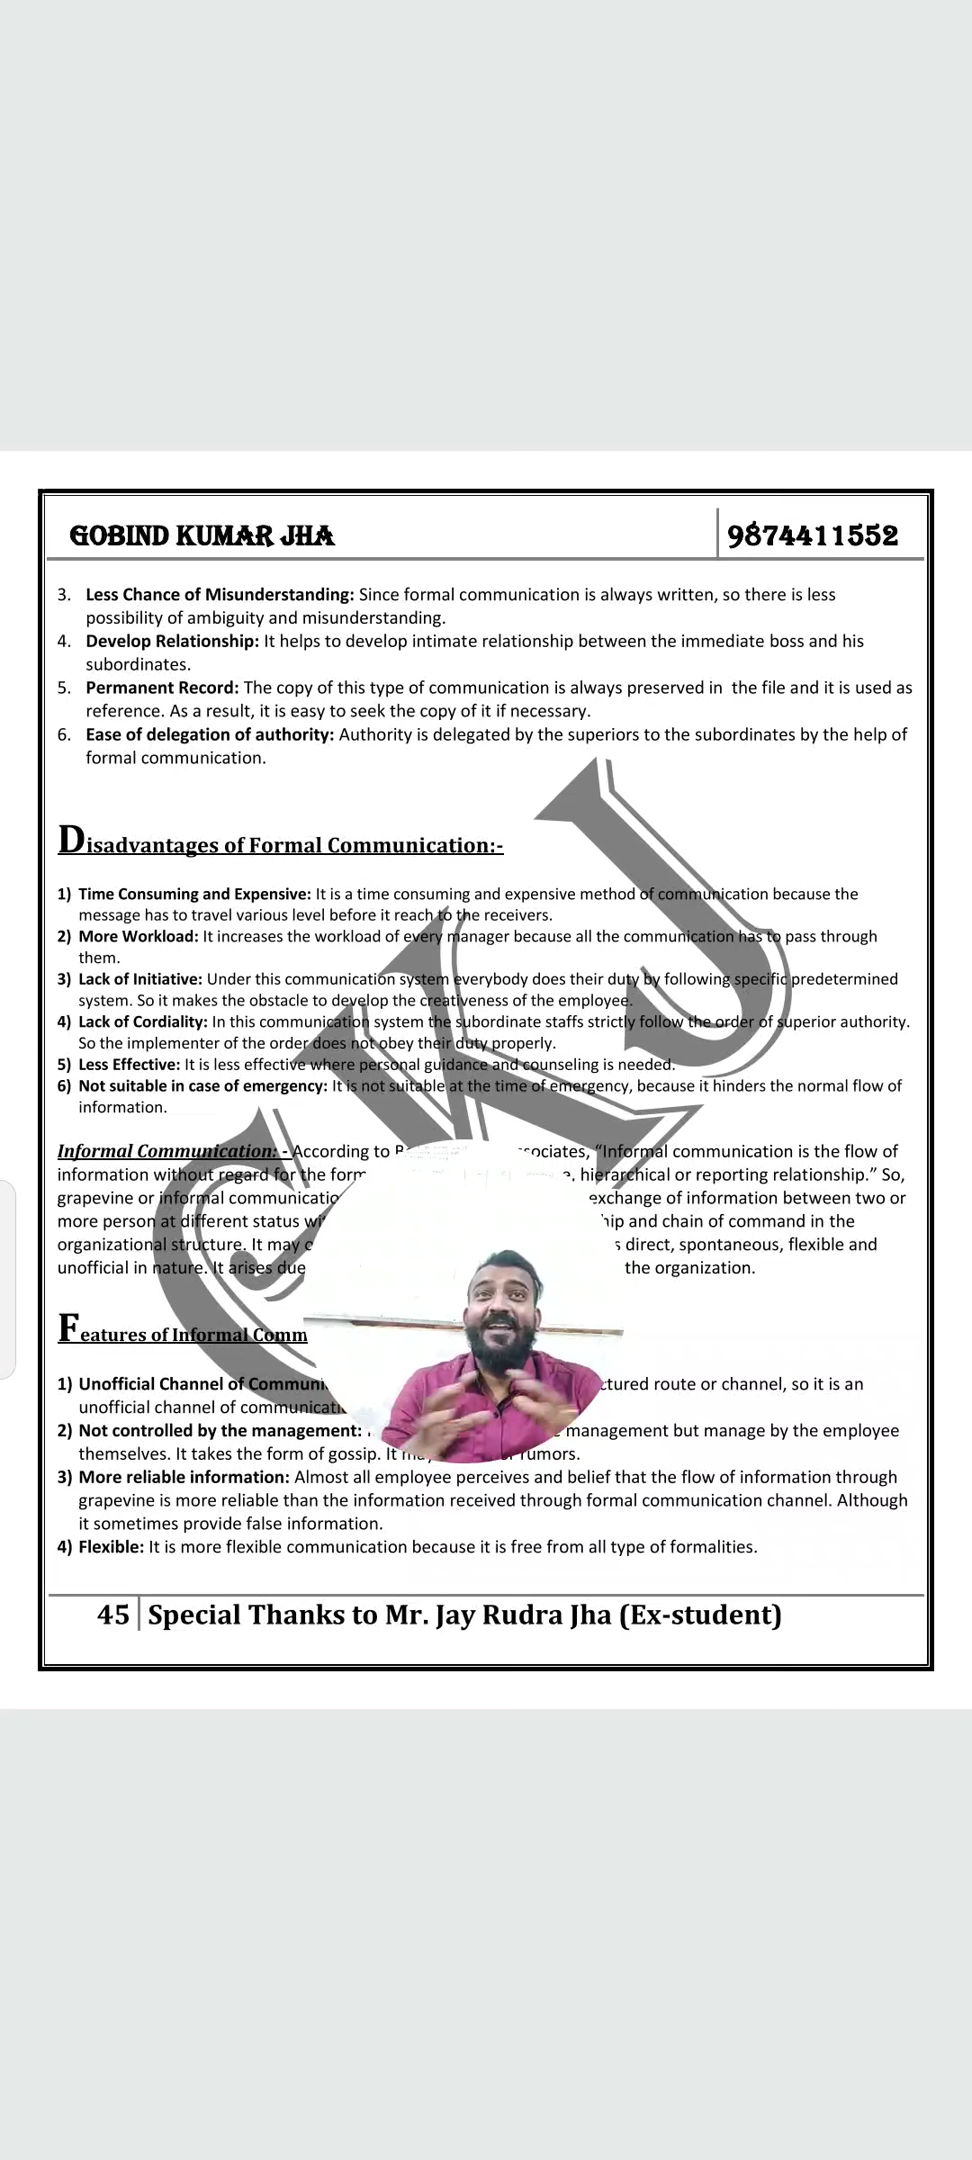 GOBIND KUMAR JHA
9874411552
3. Less Chance of Misunderstanding: Since formal communication is always written, so there is less
possibility of ambiguity and misunderstanding.
4. Develop Relationship: It helps to develop intimate relationship between the immediate boss and his
subordinates.
5. Permanent Record: The copy of this type of communication is always preserved in the file and it is used as
reference. As a result, it is easy to seek the copy of it if necessary.
6. Ease of delegation of authority: Authority is delegated by the superiors to the subordinates by the help of
formal communication.
Disadvantages of Formal Communication:-
1) Time Consuming and Expensive: It is a time consuming and expensive method of communication because the
message has to travel various level before it reach to the receivers.
2) More Workload: It increases the workload of every manager because all the communication has to pass through
them.
3) Lack of Initiative: Under this communication system everybody does their duty by following specific predetermined
system. So it makes the obstacle to develop the creativeness of the employee.
4) Lack of Cordiality: In this communication system the subordinate staffs strictly follow the order of superior authority.
So the implementer of the order does not obey their duty properly.
5) Less Effective: It is less effective where personal guidance and counseling is needed.
6) Not suitable in case of emergency: It is not suitable at the time of emergency, because it hinders the normal flow of
information.
Informal Communication: - According to "Informal communication is the flow of
information without regard for the hierarchical or reporting relationship." So,
grapevine or informal exchange of information between two or
more person at different status and chain of command in the
organizational structure. It may direct, spontaneous, flexible and
unofficial in nature. It arises due the organization.
Features of Informal
1) Unofficial Channel of route or channel, so it is an
unofficial channel of
2) Not controlled by the management: management but manage by the employee
themselves. It takes the form of gossip. It rumors.
3) More reliable information: Almost all employee perceives and belief that the flow of information through
grapevine is more reliable than the information received through formal communication channel. Although
it sometimes provide false information.
4) Flexible: It is more flexible communication because it is free from all type of formalities.
45 Special Thanks to Mr. Jay Rudra Jha (Ex-student)
GKJ